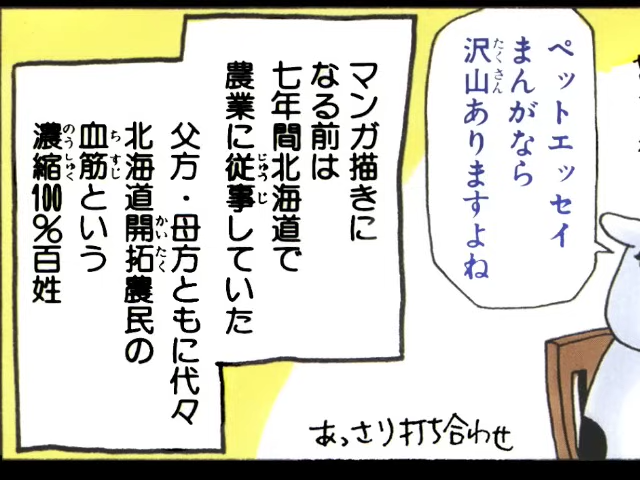 ペットエッセイ
まんがなら
沢山ありますよね
マンガ描きに
なる前は
七年間北海道で
農業に従事していた
父方・母方ともに代々
北海道開拓農民の
血筋という
濃縮100%百姓
あっさり打ち合わせ